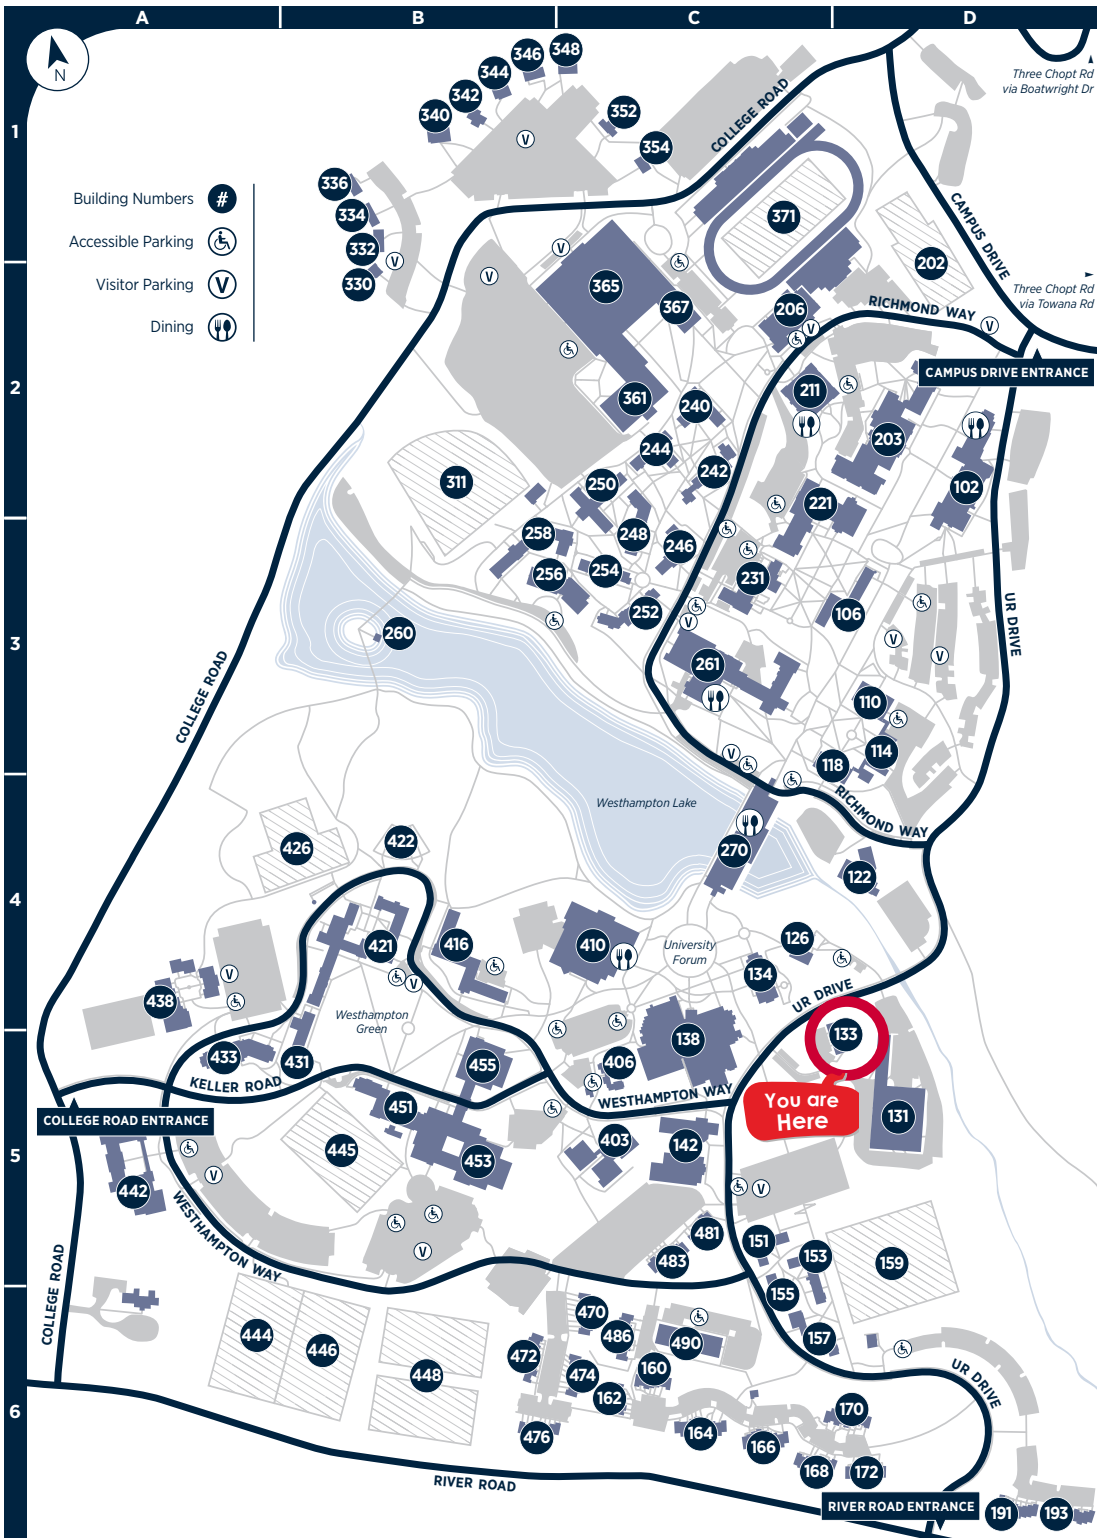 A
B
C
D
1
2
3
4
5
6
N
Building Numbers #
Accessible Parking
Visitor Parking V
Dining
Three Chopt Rd
via Boatwright Dr
Three Chopt Rd
via Towana Rd
COLLEGE ROAD
CAMPUS DRIVE
RICHMOND WAY
CAMPUS DRIVE ENTRANCE
346
348
344
342
340
352
354
V
336
334
332
330
V
371
202
V
V
365
367
206
V
V
361
240
211
203
102
244
242
250
221
311
258
248
246
256
254
231
252
106
260
V
261
V
V
UR DRIVE
COLLEGE ROAD
110
114
118
V
RICHMOND WAY
Westhampton Lake
270
122
426
422
421
416
410
University
Forum
126
134
V
V
438
Westhampton
Green
UR DRIVE
133
138
433
431
455
406
KELLER ROAD
WESTHAMPTON WAY
You are
Here
131
COLLEGE ROAD ENTRANCE
451
445
453
403
142
442
V
V
WESTHAMPTON WAY
V
481
483
151
153
155
157
159
COLLEGE ROAD
444
446
448
470
486
490
472
474
160
162
476
164
166
170
168
172
UR DRIVE
RIVER ROAD
RIVER ROAD ENTRANCE
191
193